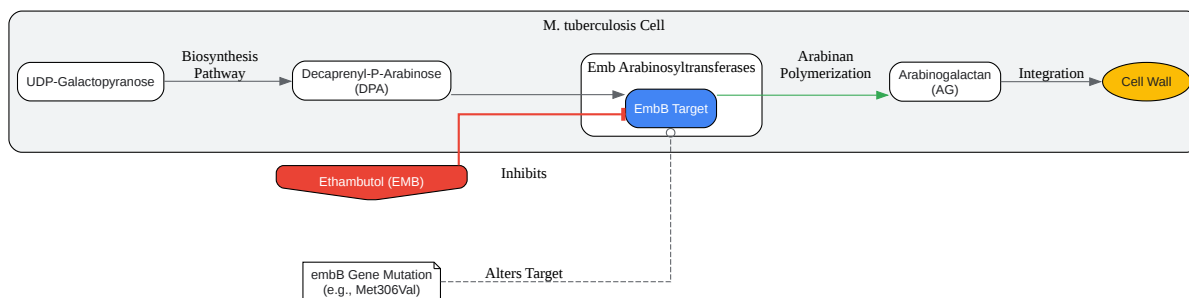 M. tuberculosis Cell
UDP-Galactopyranose
Biosynthesis
Pathway
Decaprenyl-P-Arabinose
(DPA)
Emb Arabinosyltransferases
EmbB Target
Arabinan
Polymerization
Arabinogalactan
(AG)
Integration
Cell Wall
Ethambutol (EMB)
Inhibits
embB Gene Mutation
(e.g., Met306Val)
Alters Target